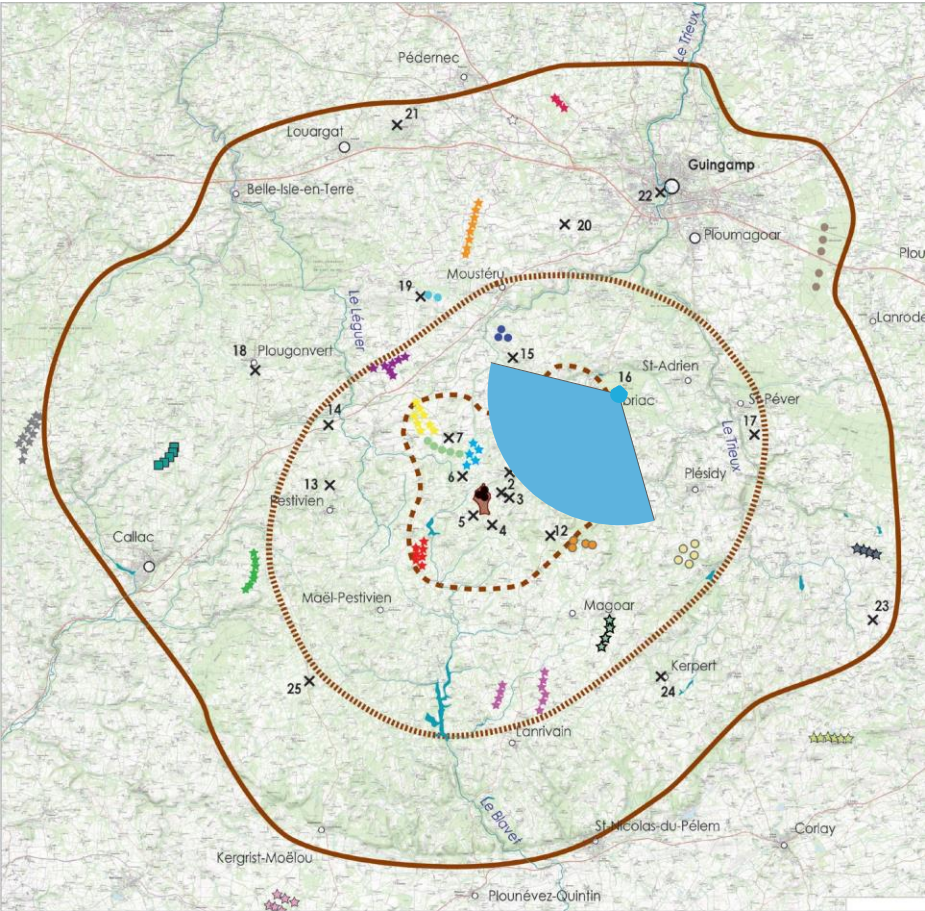 Le Trieux
Pédernec
21
Louargat
Guingamp
22
Belle-Isle-en-Terre
20
Ploumagoar
Plou
Moustéru
19
Le Léguer
Lanrode
15
18
Plougonvert
St-Adrien
16
oriac
St-Péver
14
17
7
Le Trieux
Plésidy
6
13
2
3
Pestivien
5
4
12
Callac
Maël-Pestivien
Magoar
23
Kerpert
25
24
Lanrivain
Le Blavet
St-Nicolas-du-Pélem
Corlay
Kergrist-Moëlou
Plounévez-Quintin